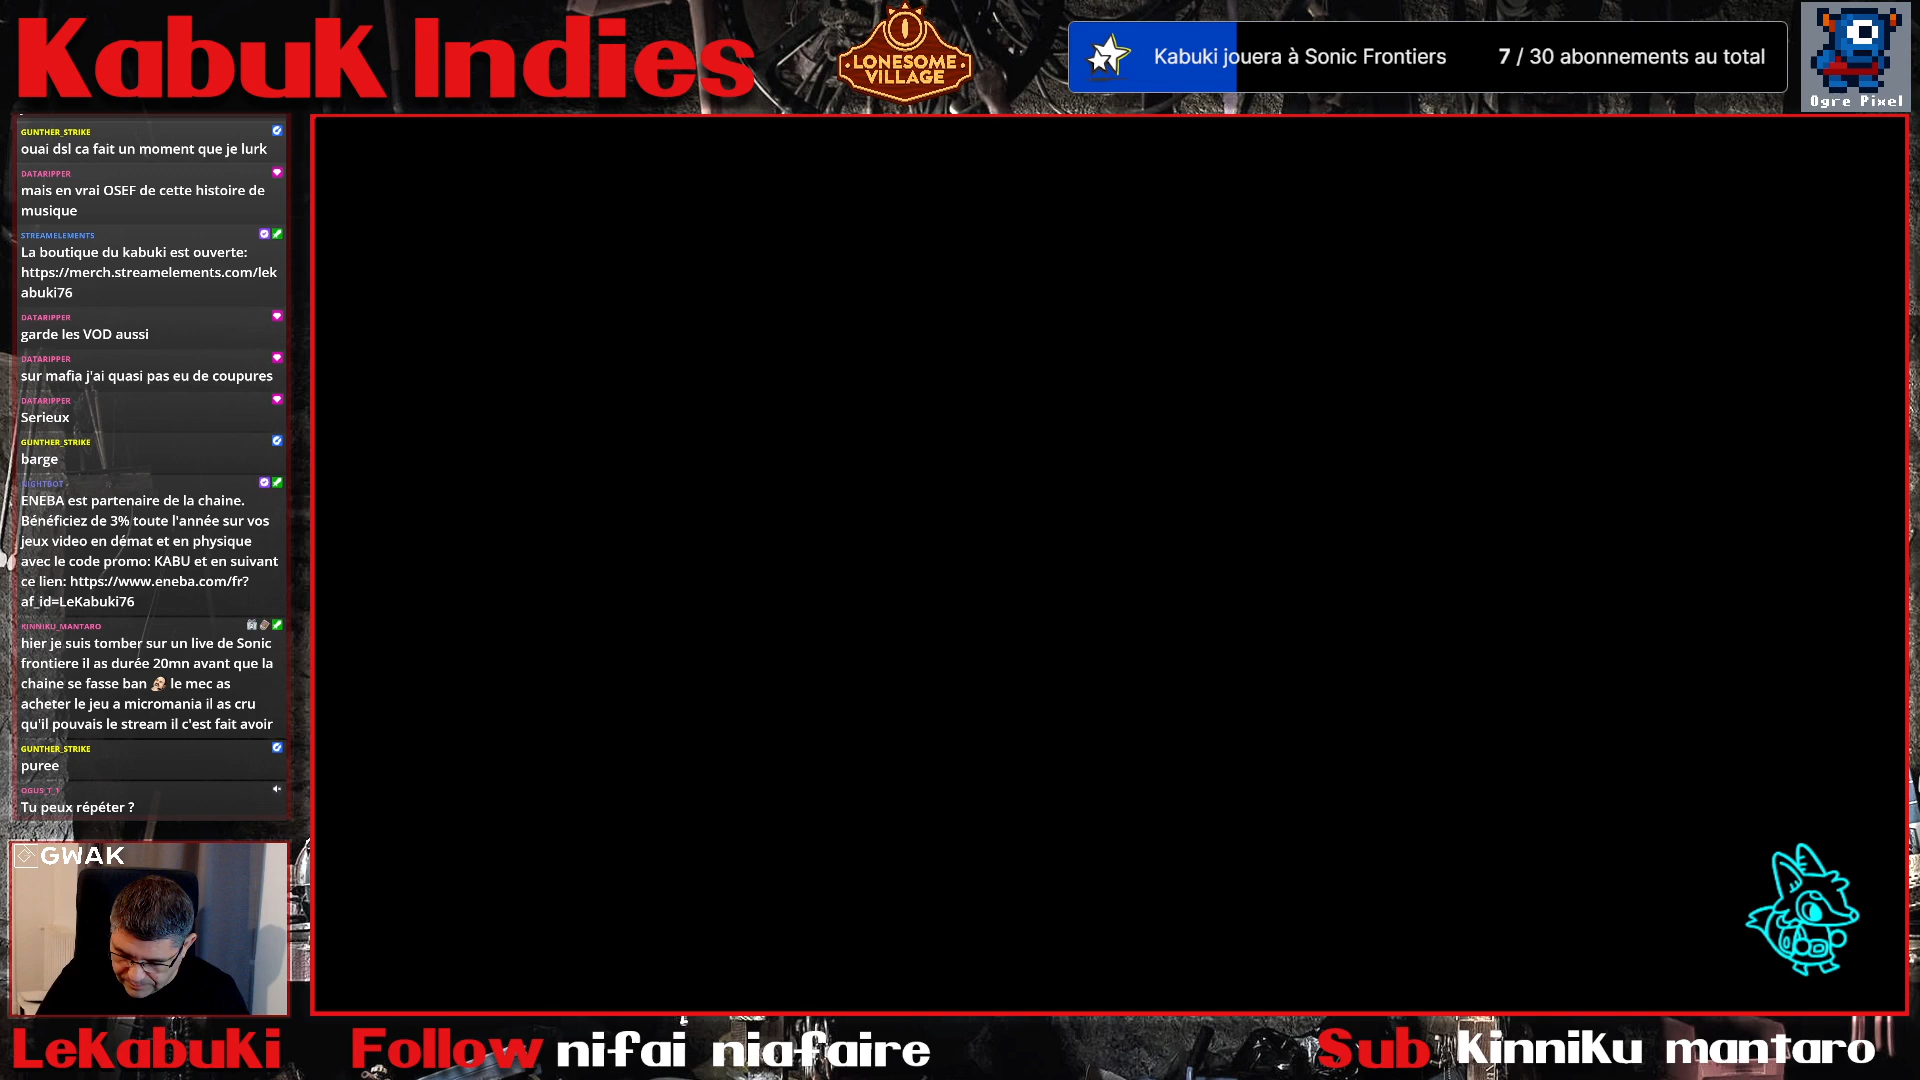 Kabuk Indies
LONESOME
VILLAGE
Kabuki jouera à Sonic Frontiers 7 / 30 abonnements au total
Ogre Pixel
GUNTHER_STRIKE
ouai dsl ca fait un moment que je lurk
DATARIPPER
mais en vrai OSEF de cette histoire de
musique
STREAMELEMENTS
La boutique du kabuki est ouverte:
https://merch.streamelements.com/lek
abuki76
DATARIPPER
garde les VOD aussi
DATARIPPER
sur mafia j'ai quasi pas eu de coupures
DATARIPPER
Serieux
GUNTHER_STRIKE
barge
NIGHTBOT
ENEBA est partenaire de la chaine.
Bénéficiez de 3% toute l'année sur vos
jeux video en démat et en physique
avec le code promo: KABU et en suivant
ce lien: https://www.eneba.com/fr?
af_id=LeKabuki76
KINNIKU_MANTARO
hier je suis tomber sur un live de Sonic
frontiere il as durée 20mn avant que la
chaine se fasse ban le mec as
acheter le jeu a micromania il as cru
qu'il pouvais le stream il c'est fait avoir
GUNTHER_STRIKE
puree
OGUS_T_1
Tu peux répéter ?
GWAK
LeKabuki Follow nifai niafaire Sub Kinniku mantaro